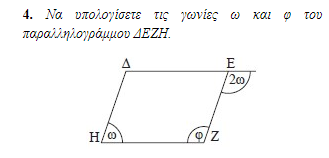 4. Να υπολογίσετε τις γωνίες ω και φ του
παραλληλογράμμου ΔΕΖΗ.
Δ Ε
2ω
Η ω φ Ζ